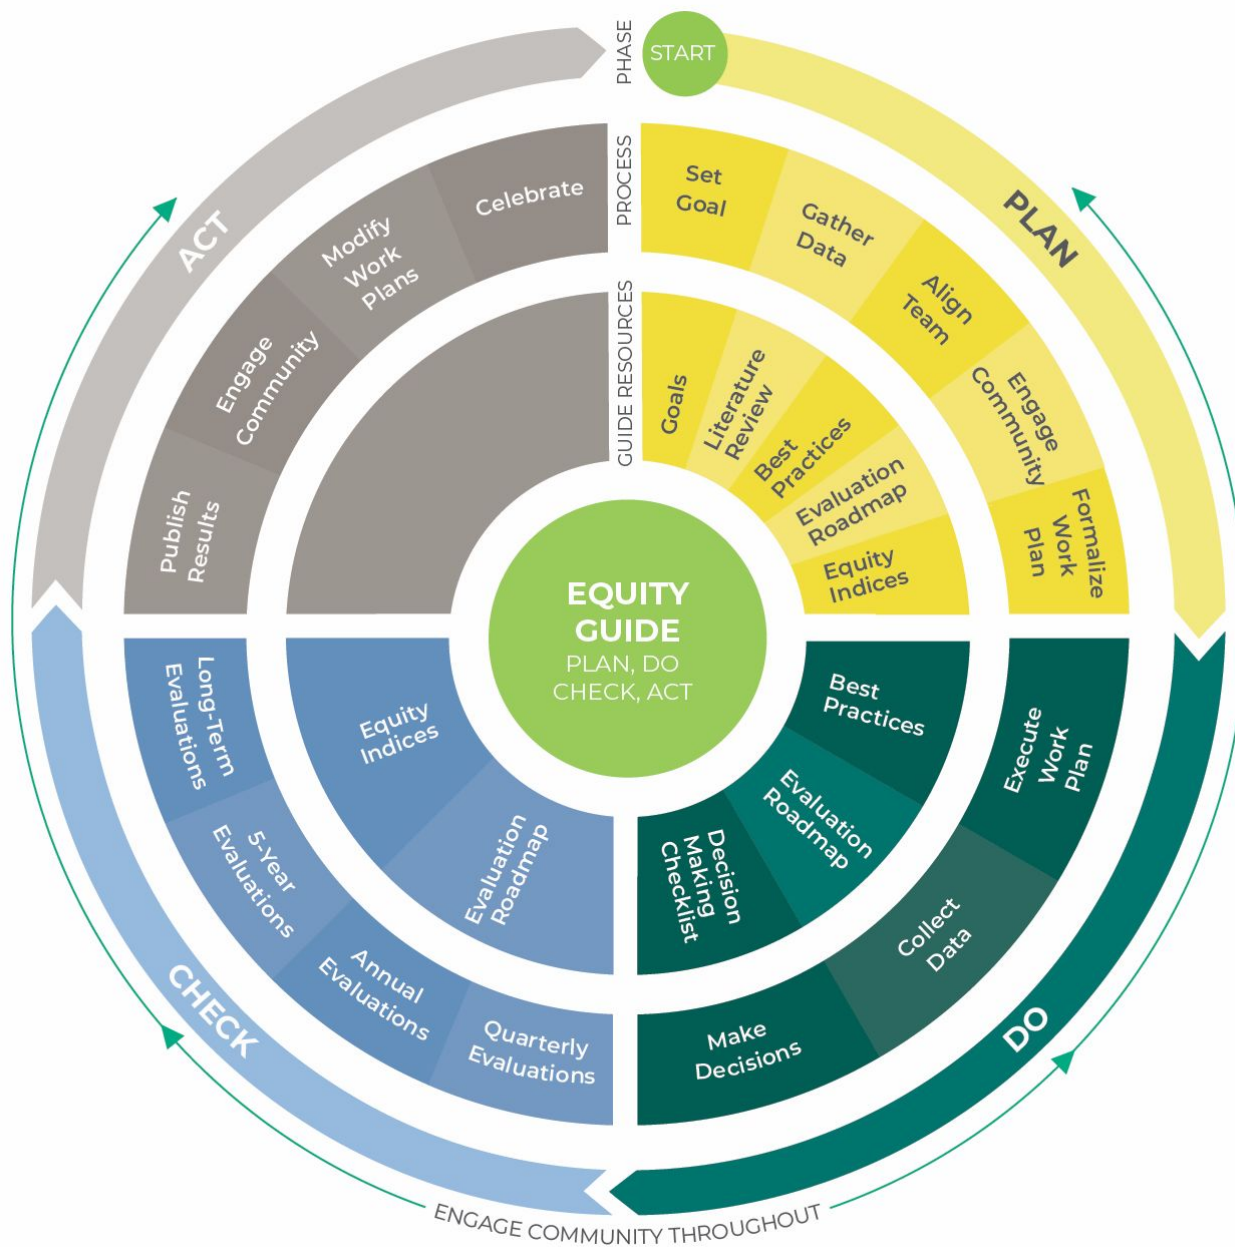 PHASE
START
PROCESS
GUIDE RESOURCES
PLAN
Set
Goal
Gather
Data
Align
Team
Engage
Community
Formalize
Work
Plan
Goals
Literature
Review
Best
Practices
Evaluation
Roadmap
Equity
Indices
DO
Execute
Work
Plan
Collect
Data
Make
Decisions
Best
Practices
Evaluation
Roadmap
Decision
Making
Checklist
CHECK
Quarterly
Evaluations
Annual
Evaluations
5-Year
Evaluations
Long-Term
Evaluations
Evaluation
Roadmap
Equity
Indices
ACT
Publish
Results
Engage
Community
Modify
Work
Plans
Celebrate
EQUITY
GUIDE
PLAN, DO
CHECK, ACT
ENGAGE COMMUNITY THROUGHOUT